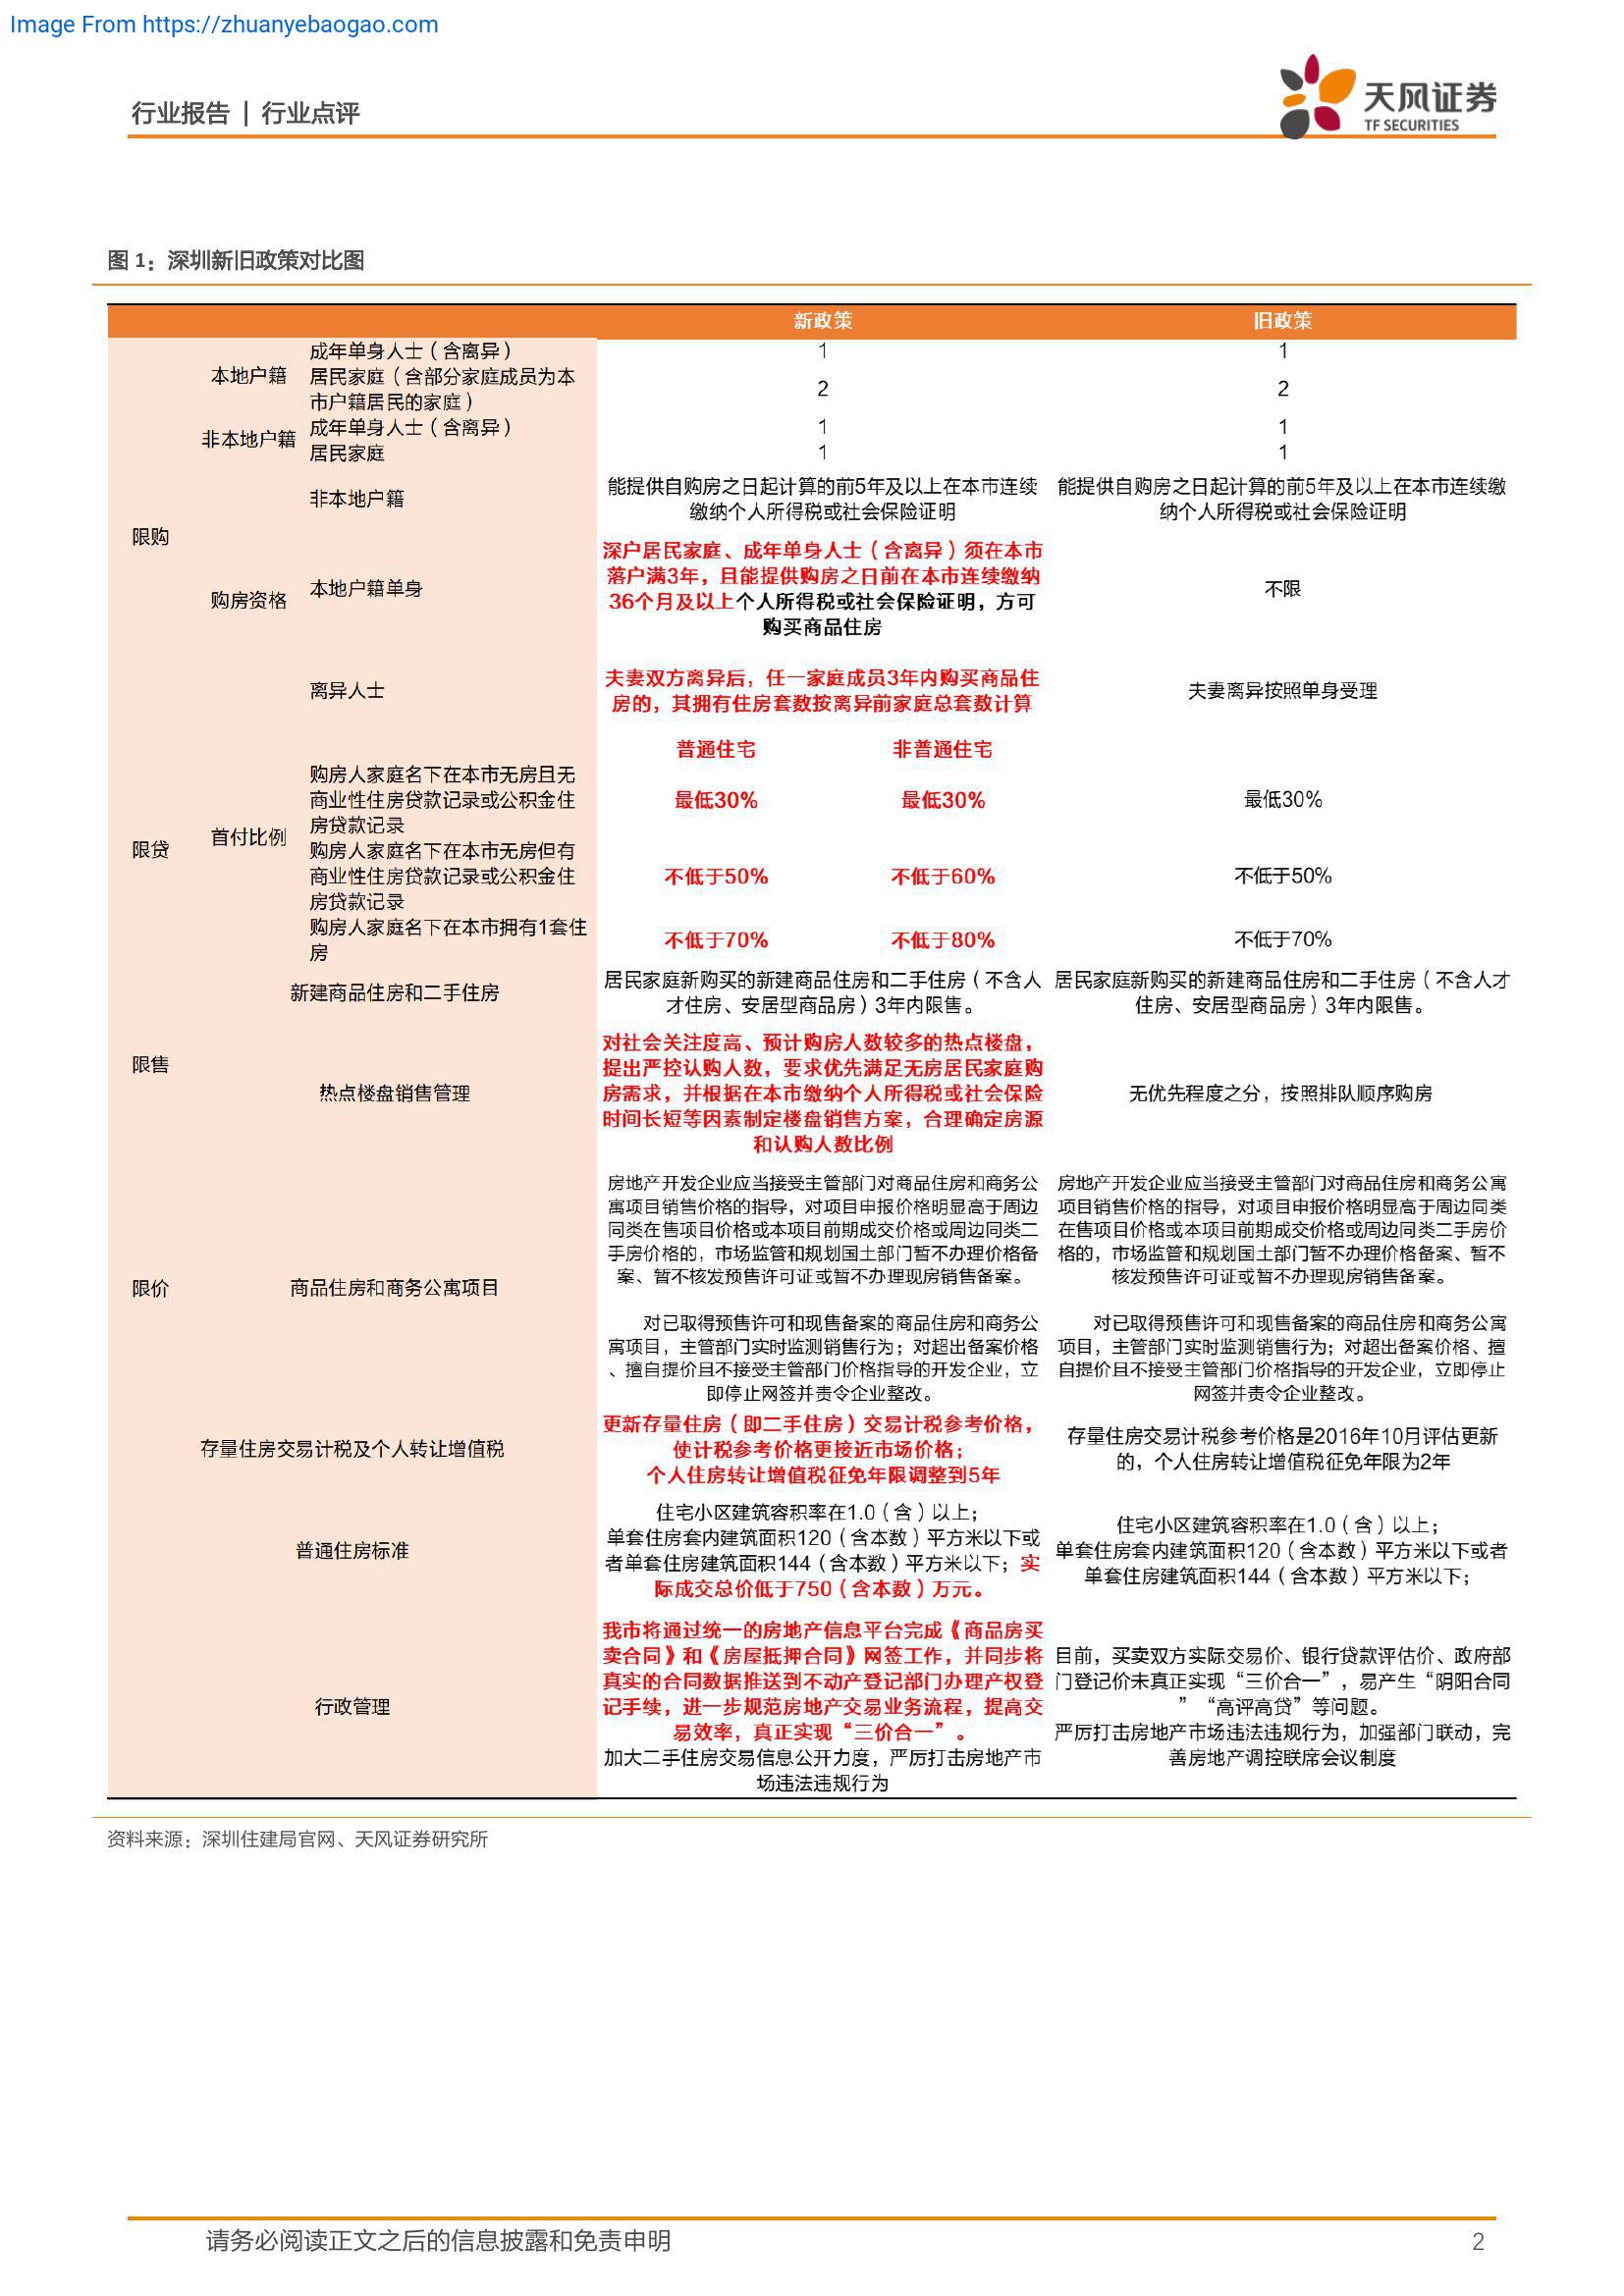 Image From https://zhuanyebaogao.com
行业报告 | 行业点评
天风证券
TF SECURITIES
图 1：深圳新旧政策对比图
新政策
旧政策
限购
本地户籍
成年单身人士（含离异）
1
1
居民家庭（含部分家庭成员为本
市户籍居民的家庭）
2
2
非本地户籍
成年单身人士（含离异）
1
1
居民家庭
1
1
购房资格
非本地户籍
能提供自购房之日起计算的前5年及以上在本市连续
缴纳个人所得税或社会保险证明
能提供自购房之日起计算的前5年及以上在本市连续缴
纳个人所得税或社会保险证明
本地户籍单身
深户居民家庭、成年单身人士（含离异）须在本市
落户满3年，且能提供购房之日前在本市连续缴纳
36个月及以上个人所得税或社会保险证明，方可
购买商品住房
不限
离异人士
夫妻双方离异后，任一家庭成员3年内购买商品住
房的，其拥有住房套数按离异前家庭总套数计算
夫妻离异按照单身受理
限贷
首付比例
普通住宅
非普通住宅
购房人家庭名下在本市无房且无
商业性住房贷款记录或公积金住
房贷款记录
最低30%
最低30%
最低30%
购房人家庭名下在本市无房但有
商业性住房贷款记录或公积金住
房贷款记录
不低于50%
不低于60%
不低于50%
购房人家庭名下在本市拥有1套住
房
不低于70%
不低于80%
不低于70%
限售
新建商品住房和二手住房
居民家庭新购买的新建商品住房和二手住房（不含人
才住房、安居型商品房）3年内限售。
居民家庭新购买的新建商品住房和二手住房（不含人才
住房、安居型商品房）3年内限售。
热点楼盘销售管理
对社会关注度高、预计购房人数较多的热点楼盘，
提出严控认购人数，要求优先满足无房居民家庭购
房需求，并根据在本市缴纳个人所得税或社会保险
时间长短等因素制定楼盘销售方案，合理确定房源
和认购人数比例
无优先程度之分，按照排队顺序购房
限价
商品住房和商务公寓项目
房地产开发企业应当接受主管部门对商品住房和商务公
寓项目销售价格的指导，对项目申报价格明显高于周边
同类在售项目价格或本项目前期成交价格或周边同类二
手房价格的，市场监管和规划国土部门暂不办理价格备
案、暂不核发预售许可证或暂不办理现房销售备案。
对已取得预售许可和现售备案的商品住房和商务公
寓项目，主管部门实时监测销售行为；对超出备案价格
、擅自提价且不接受主管部门价格指导的开发企业，立
即停止网签并责令企业整改。
房地产开发企业应当接受主管部门对商品住房和商务公寓
项目销售价格的指导，对项目申报价格明显高于周边同类
在售项目价格或本项目前期成交价格或周边同类二手房价
格的，市场监管和规划国土部门暂不办理价格备案、暂不
核发预售许可证或暂不办理现房销售备案。
对已取得预售许可和现售备案的商品住房和商务公寓
项目，主管部门实时监测销售行为；对超出备案价格、擅
自提价且不接受主管部门价格指导的开发企业，立即停止
网签并责令企业整改。
存量住房交易计税及个人转让增值税
更新存量住房（即二手住房）交易计税参考价格，
使计税参考价格更接近市场价格；
个人住房转让增值税征免年限调整到5年
存量住房交易计税参考价格是2016年10月评估更新
的，个人住房转让增值税征免年限为2年
普通住房标准
住宅小区建筑容积率在1.0（含）以上；
单套住房套内建筑面积120（含本数）平方米以下或
者单套住房建筑面积144（含本数）平方米以下；实
际成交总价低于750（含本数）万元。
住宅小区建筑容积率在1.0（含）以上；
单套住房套内建筑面积120（含本数）平方米以下或者
单套住房建筑面积144（含本数）平方米以下；
行政管理
我市将通过统一的房地产信息平台完成《商品房买
卖合同》和《房屋抵押合同》网签工作，并同步将
真实的合同数据推送到不动产登记部门办理产权登
记手续，进一步规范房地产交易业务流程，提高交
易效率，真正实现“三价合一”。
加大二手住房交易信息公开力度，严厉打击房地产市
场违法违规行为
目前，买卖双方实际交易价、银行贷款评估价、政府部
门登记价未真正实现“三价合一”，易产生“阴阳合同
”“高评高贷”等问题。
严厉打击房地产市场违法违规行为，加强部门联动，完
善房地产调控联席会议制度
资料来源：深圳住建局官网、天风证券研究所
请务必阅读正文之后的信息披露和免责申明
2